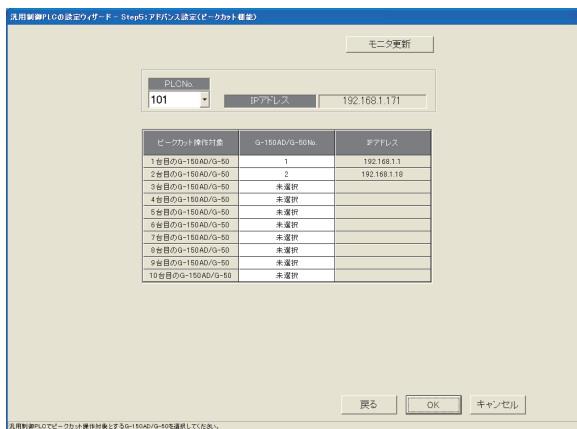 汎用制御PLCの設定ウィザード - Step5:アドバンス設定(ピークカット機能)
モニタ更新
PLCNo.
101 IPアドレス 192.168.1.171
ピークカット操作対象 G-150AD/G-50No. IPアドレス
1台目のG-150AD/G-50 1 192.168.1.1
2台目のG-150AD/G-50 2 192.168.1.18
3台目のG-150AD/G-50 未選択
4台目のG-150AD/G-50 未選択
5台目のG-150AD/G-50 未選択
6台目のG-150AD/G-50 未選択
7台目のG-150AD/G-50 未選択
8台目のG-150AD/G-50 未選択
9台目のG-150AD/G-50 未選択
10台目のG-150AD/G-50 未選択
戻る OK キャンセル
汎用制御PLCでピークカット操作対象とするG-150AD/G-50を選択してください。